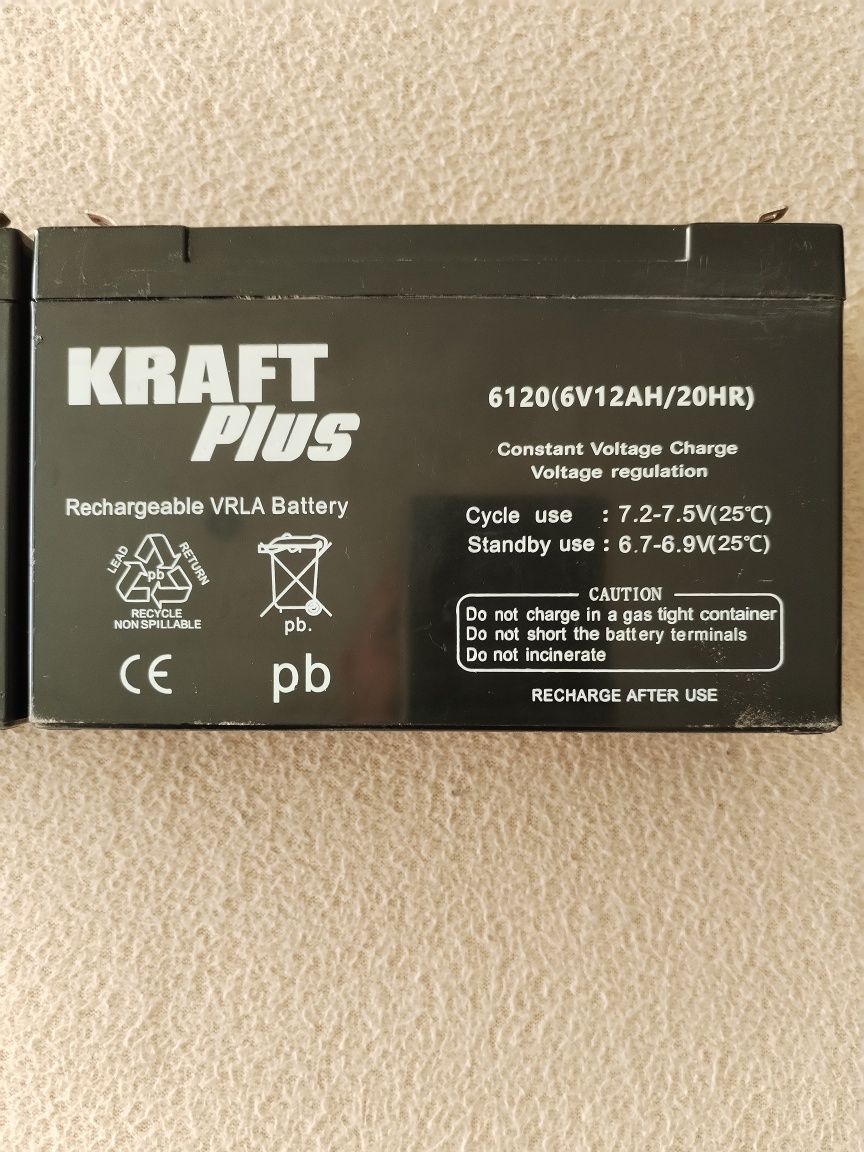 KRAFT
Plus
Rechargeable VRLA Battery
LEAD
RETURN
pb
RECYCLE
NON SPILLABLE
pb.
CE
pb
6120(6V12AH/20HR)
Constant Voltage Charge
Voltage regulation
Cycle use : 7.2-7.5V(25℃)
Standby use : 6.7-6.9V(25℃)
CAUTION
Do not charge in a gas tight container
Do not short the battery terminals
Do not incinerate
RECHARGE AFTER USE